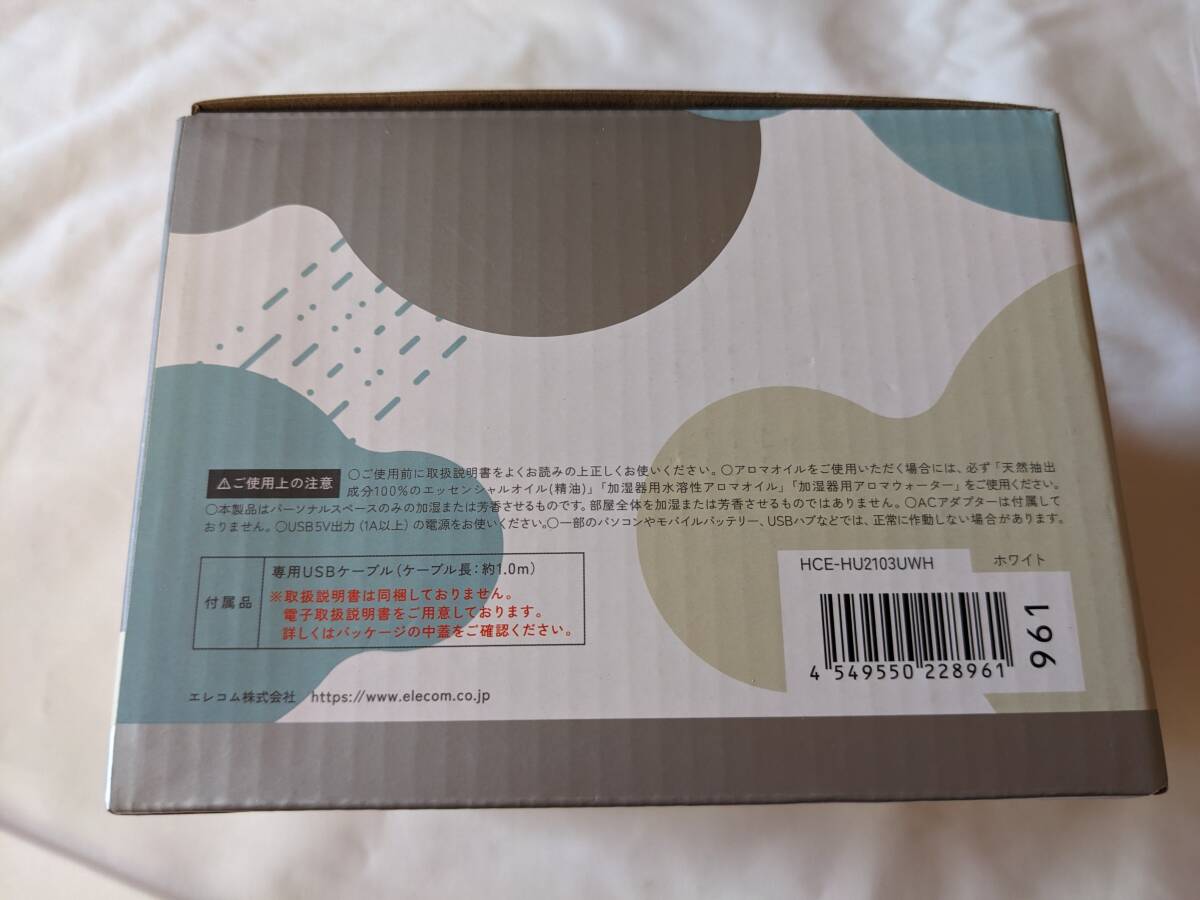 ⚠ご使用上の注意
○ご使用前に取扱説明書をよくお読みの上正しくお使いください。○アロマオイルをご使用いただく場合には、必ず「天然抽出
成分100%のエッセンシャルオイル(精油)」「加湿器用水溶性アロマオイル」「加湿器用アロマウォーター」をご使用ください。
○本製品はパーソナルスペースのみの加湿または芳香させるものです。部屋全体を加湿または芳香させるものではありません。○ACアダプターは付属して
おりません。○USB5V出力(1A以上)の電源をお使いください。○一部のパソコンやモバイルバッテリー、USBハブなどでは、正常に作動しない場合があります。
付属品
専用USBケーブル(ケーブル長:約1.0m)
※取扱説明書は同梱しておりません。
電子取扱説明書をご用意しております。
詳しくはパッケージの中蓋をご確認ください。
HCE-HU2103UWH ホワイト
4 549550 228961
961
エレコム株式会社 https://www.elecom.co.jp